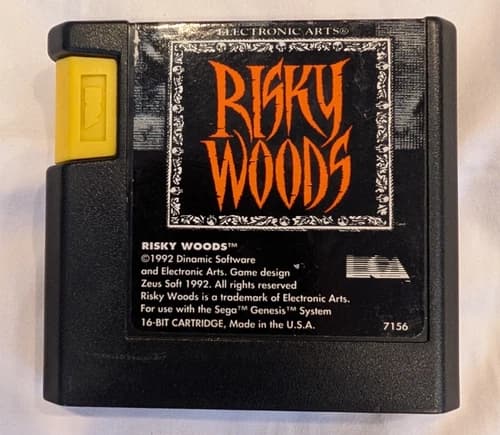 ELECTRONIC ARTS®
RISKY
WOODS
RISKY WOODS™
©1992 Dinamic Software
and Electronic Arts. Game design
Zeus Soft 1992. All rights reserved
Risky Woods is a trademark of Electronic Arts.
For use with the Sega™ Genesis™ System
16-BIT CARTRIDGE, Made in the U.S.A.
7156
EA